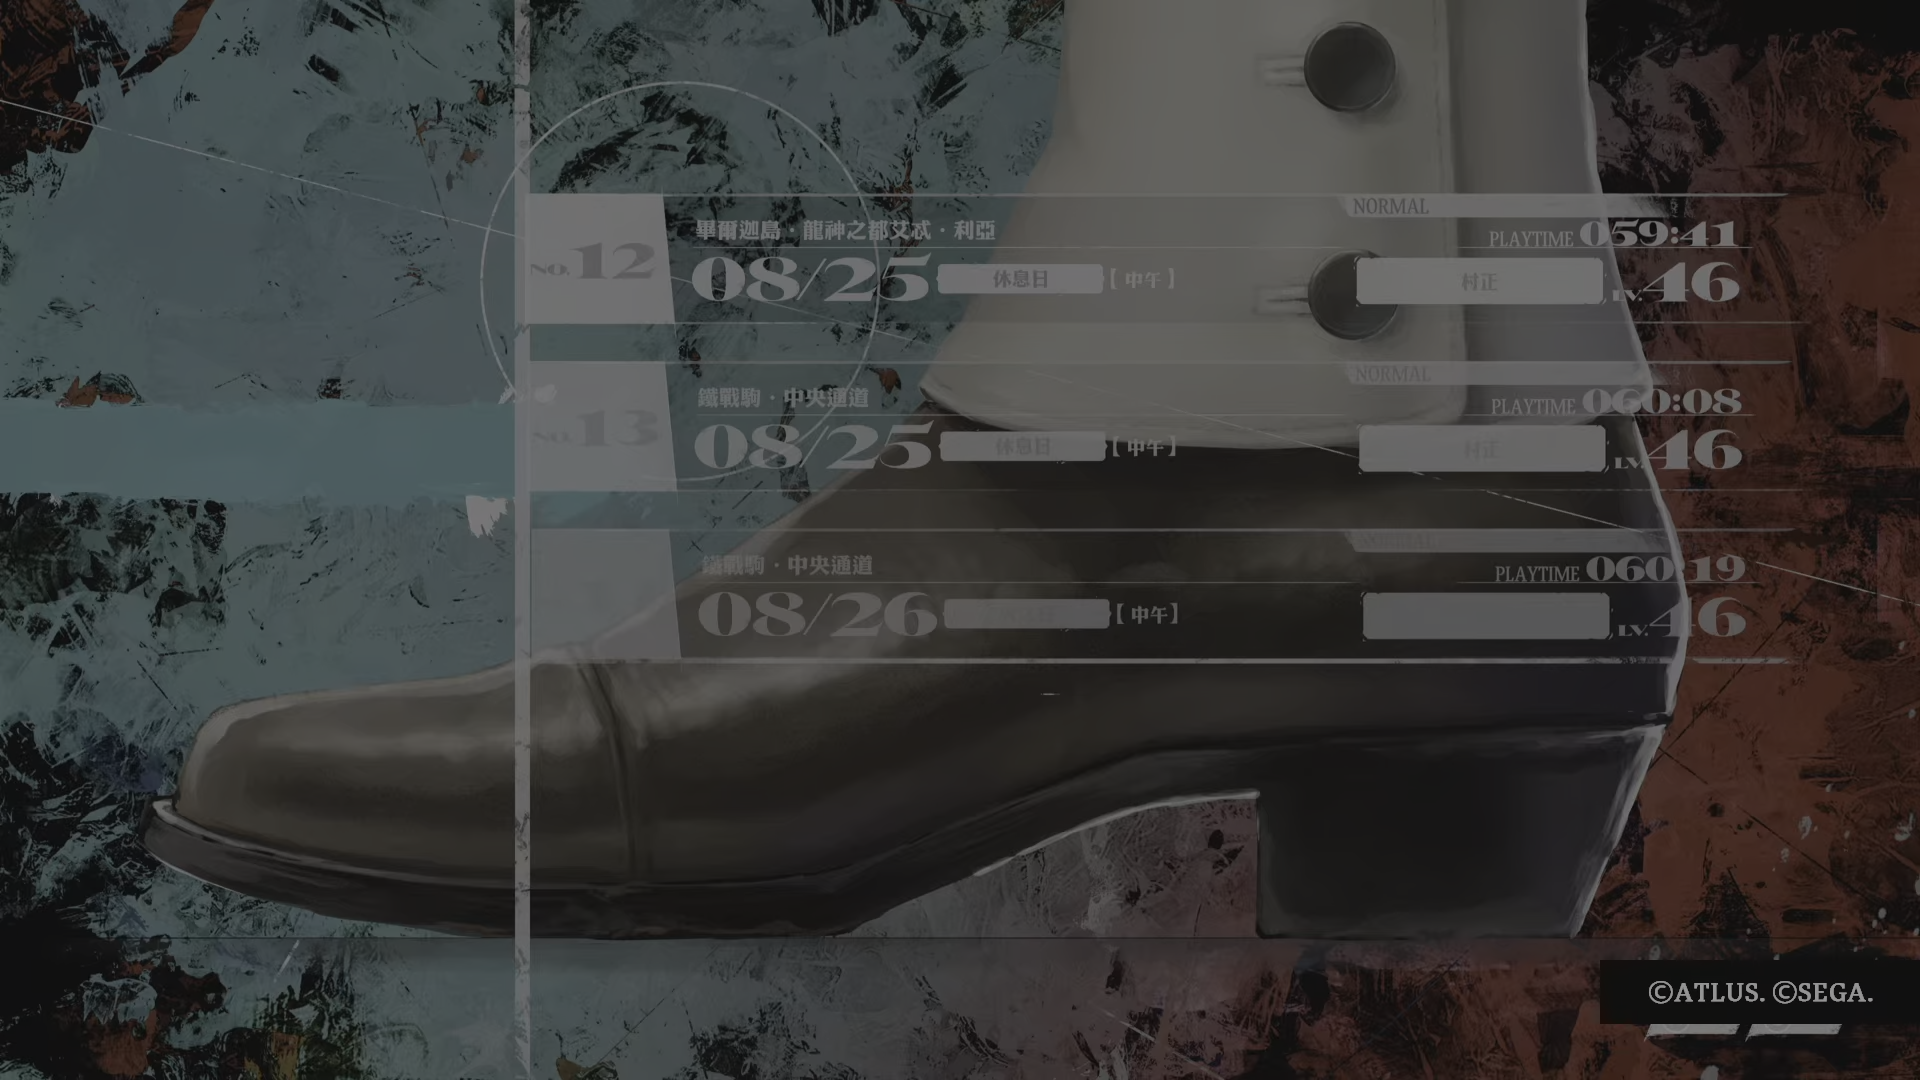 NORMAL
畢爾迦島・龍神之都艾忒・利亞
PLAYTIME 059:41
NO.12
08/25 休息日 【中午】
村正 LV.46
NORMAL
鐵戰駒・中央通道
PLAYTIME 060:08
NO.13
08/25 休息日 【中午】
村正 LV.46
NORMAL
鐵戰駒・中央通道
PLAYTIME 060:19
08/26 【中午】
LV.46
©ATLUS. ©SEGA.